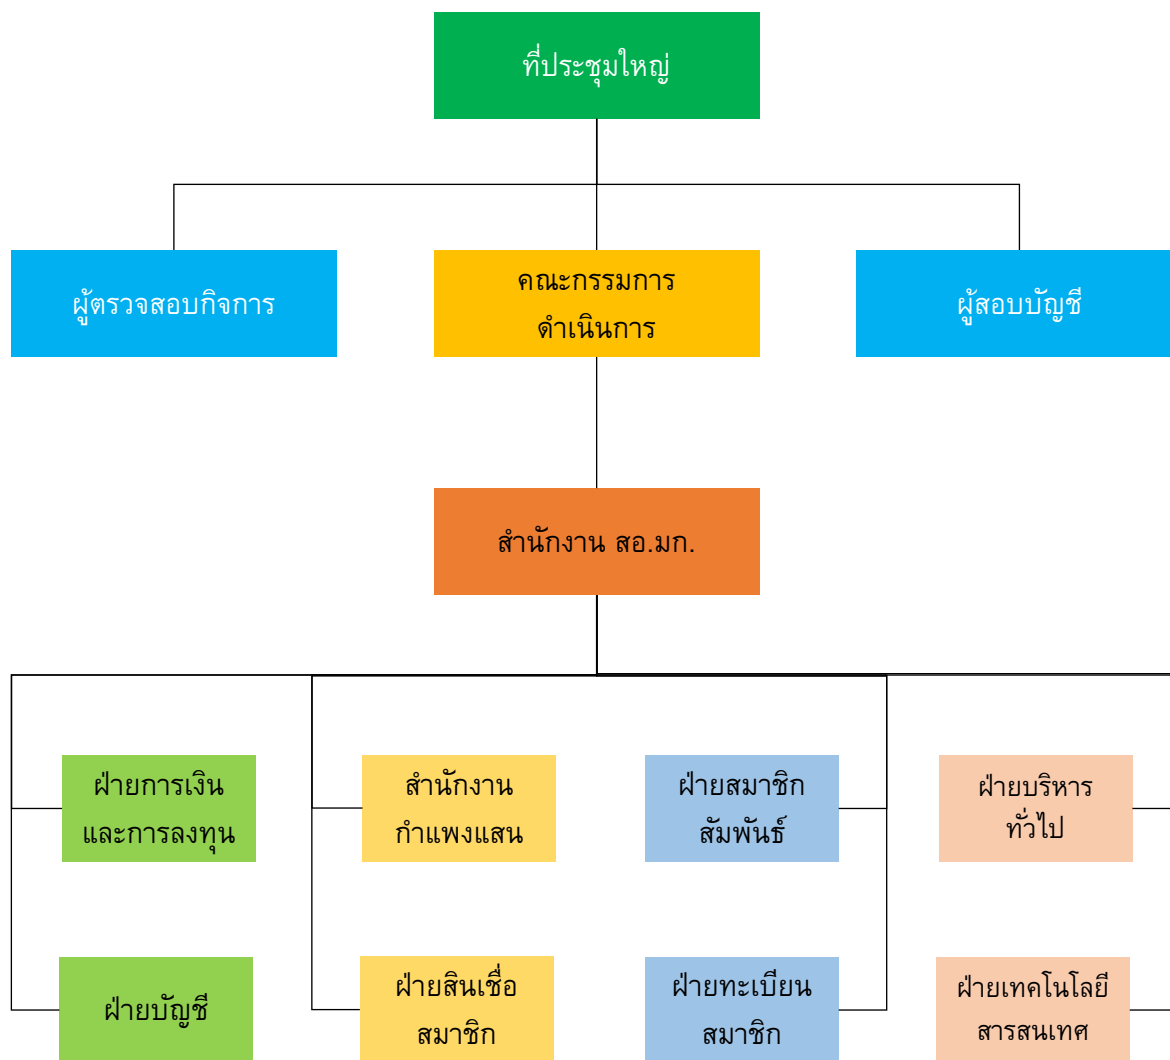 ที่ประชุมใหญ่
ผู้ตรวจสอบกิจการ
คณะกรรมการ
ดำเนินการ
ผู้สอบบัญชี
สำนักงาน สอ.มก.
ฝ่ายการเงิน
และการลงทุน
สำนักงาน
กำแพงแสน
ฝ่ายสมาชิก
สัมพันธ์
ฝ่ายบริหาร
ทั่วไป
ฝ่ายบัญชี
ฝ่ายสินเชื่อ
สมาชิก
ฝ่ายทะเบียน
สมาชิก
ฝ่ายเทคโนโลยี
สารสนเทศ